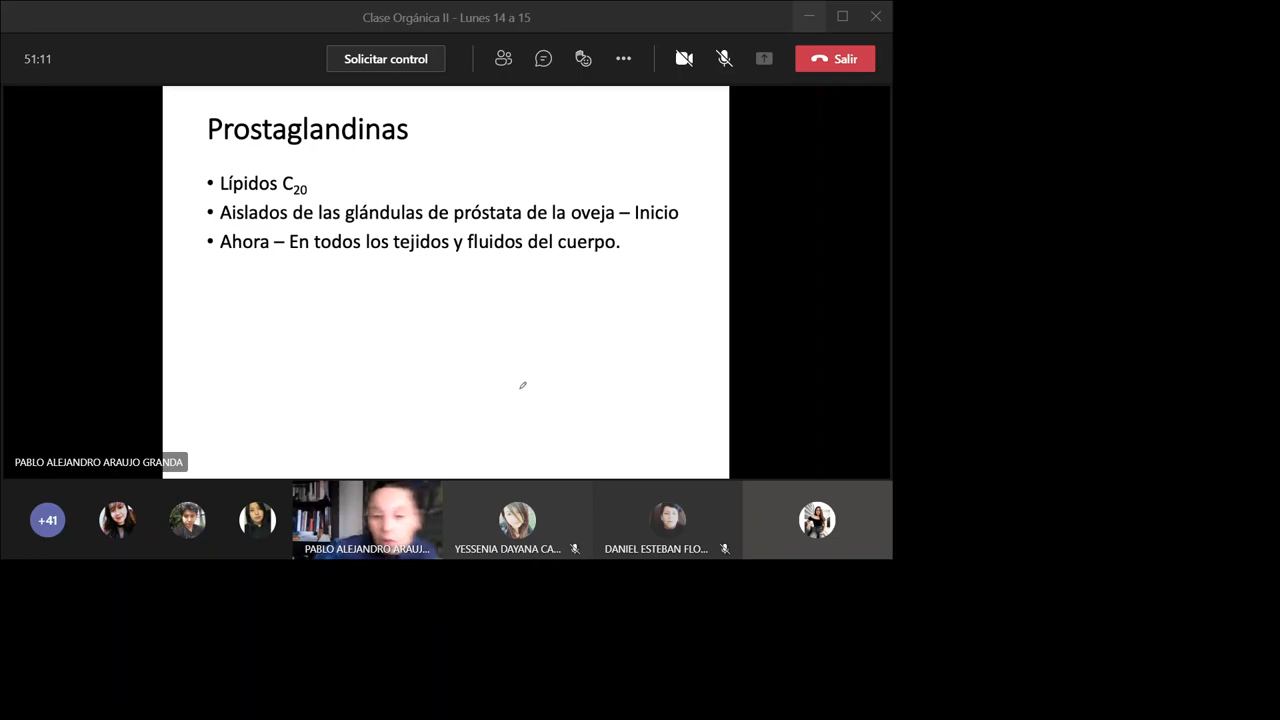 Clase Orgánica II - Lunes 14 a 15
51:11
Solicitar control
Salir
Prostaglandinas
• Lípidos C₂₀
• Aislados de las glándulas de próstata de la oveja – Inicio
• Ahora – En todos los tejidos y fluidos del cuerpo.
PABLO ALEJANDRO ARAUJO GRANDA
+41
PABLO ALEJANDRO ARAUJ...
YESSENIA DAYANA CA...
DANIEL ESTEBAN FLO...